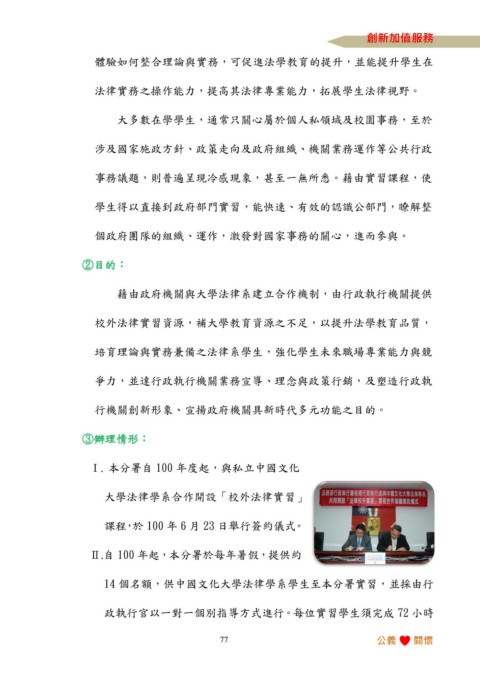 創新加值服務
體驗如何整合理論與實務，可促進法學教育的提升，並能提升學生在
法律實務之操作能力，提高其法律專業能力，拓展學生法律視野。
大多數在學學生，通常只關心屬於個人私領域及校園事務，至於
涉及國家施政方針、政策走向及政府組織、機關業務運作等公共行政
事務議題，則普遍呈現冷感現象，甚至一無所悉。藉由實習課程，使
學生得以直接到政府部門實習，能快速、有效的認識公部門，瞭解整
個政府團隊的組織、運作，激發對國家事務的關心，進而參與。
②目的：
藉由政府機關與大學法律系建立合作機制，由行政執行機關提供
校外法律實習資源，補大學教育資源之不足，以提升法學教育品質，
培育理論與實務兼備之法律系學生，強化學生未來職場專業能力與競
爭力，並達行政執行機關業務宣導、理念與政策行銷，及塑造行政執
行機關創新形象、宣揚政府機關具新時代多元功能之目的。
③辦理情形：
I. 本分署自 100 年度起，與私立中國文化
大學法律學系合作開設「校外法律實習」
課程，於 100 年 6 月 23 日舉行簽約儀式。
II.自 100 年起，本分署於每年暑假，提供約
14 個名額，供中國文化大學法律學系學生至本分署實習，並採由行
政執行官以一對一個別指導方式進行。每位實習學生須完成 72 小時
77
公義
關懷